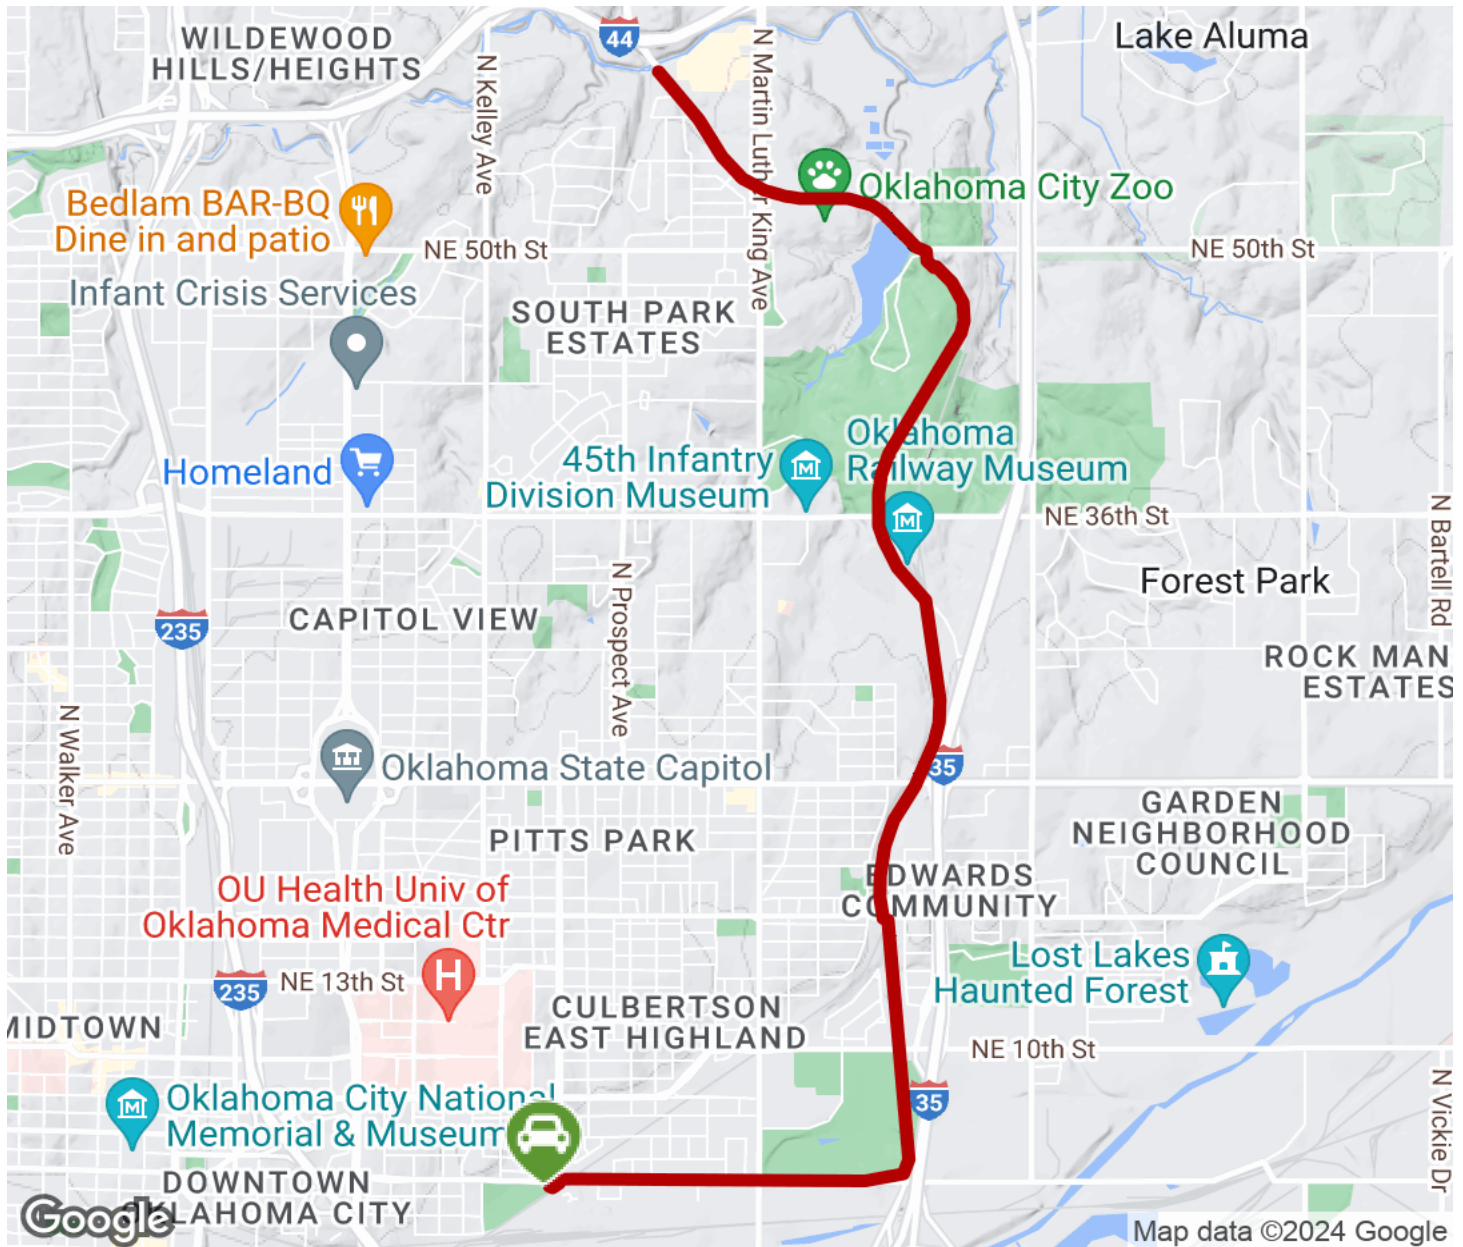 WILDEWOOD
HILLS/HEIGHTS
44
Lake Aluma
N Kelley Ave
N Martin Luther King Ave
Oklahoma City Zoo
Bedlam BAR-BQ
Dine in and patio
NE 50th St
NE 50th St
Infant Crisis Services
SOUTH PARK
ESTATES
Homeland
45th Infantry
Division Museum
M
Oklahoma
Railway Museum
M
NE 36th St
N Bartell Rd
Forest Park
N Prospect Ave
CAPITOL VIEW
235
ROCK MAN
ESTATES
N Walker Ave
Oklahoma State Capitol
35
GARDEN
NEIGHBORHOOD
COUNCIL
PITTS PARK
EDWARDS
COMMUNITY
OU Health Univ of
Oklahoma Medical Ctr
H
Lost Lakes
Haunted Forest
235
NE 13th St
MIDTOWN
CULBERTSON
EAST HIGHLAND
NE 10th St
N Vickie Dr
M
Oklahoma City National
Memorial & Museum
35
DOWNTOWN
OKLAHOMA CITY
Google
Map data ©2024 Google